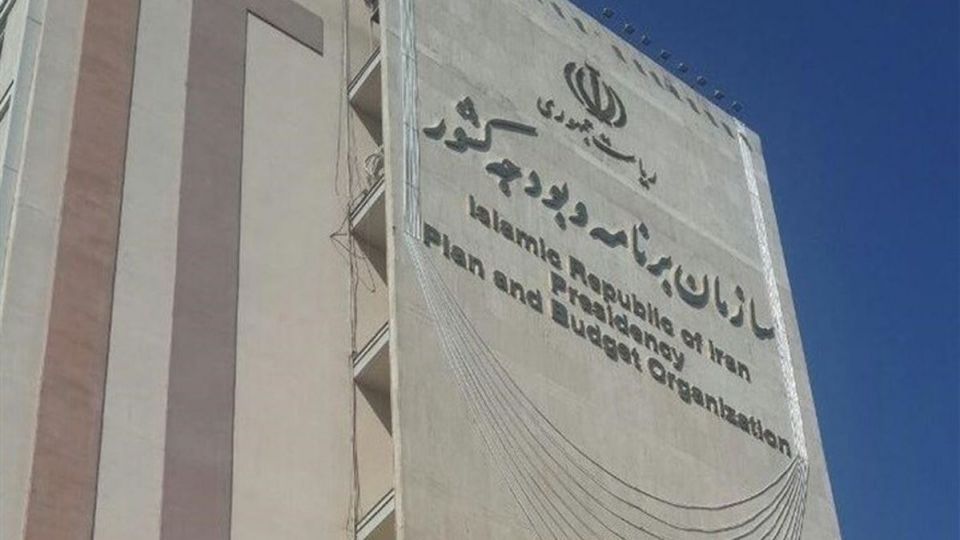 ریاست جمهوری
سازمان برنامه و بودجه کشور
Islamic Republic of Iran
Presidency
Plan and Budget Organization